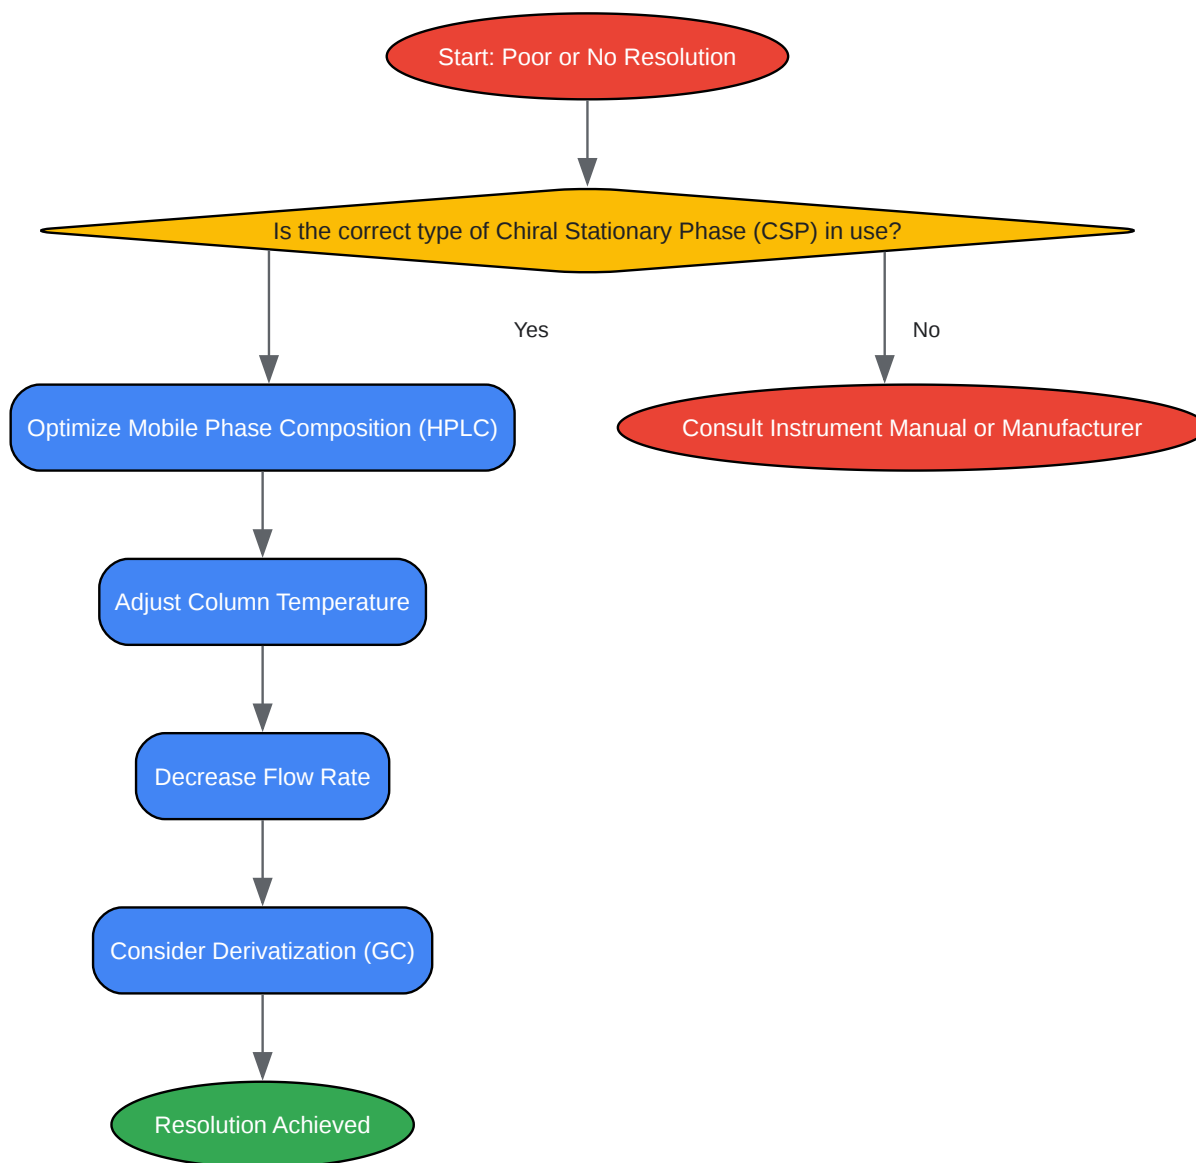 Start: Poor or No Resolution
Is the correct type of Chiral Stationary Phase (CSP) in use?
Yes
No
Optimize Mobile Phase Composition (HPLC)
Consult Instrument Manual or Manufacturer
Adjust Column Temperature
Decrease Flow Rate
Consider Derivatization (GC)
Resolution Achieved